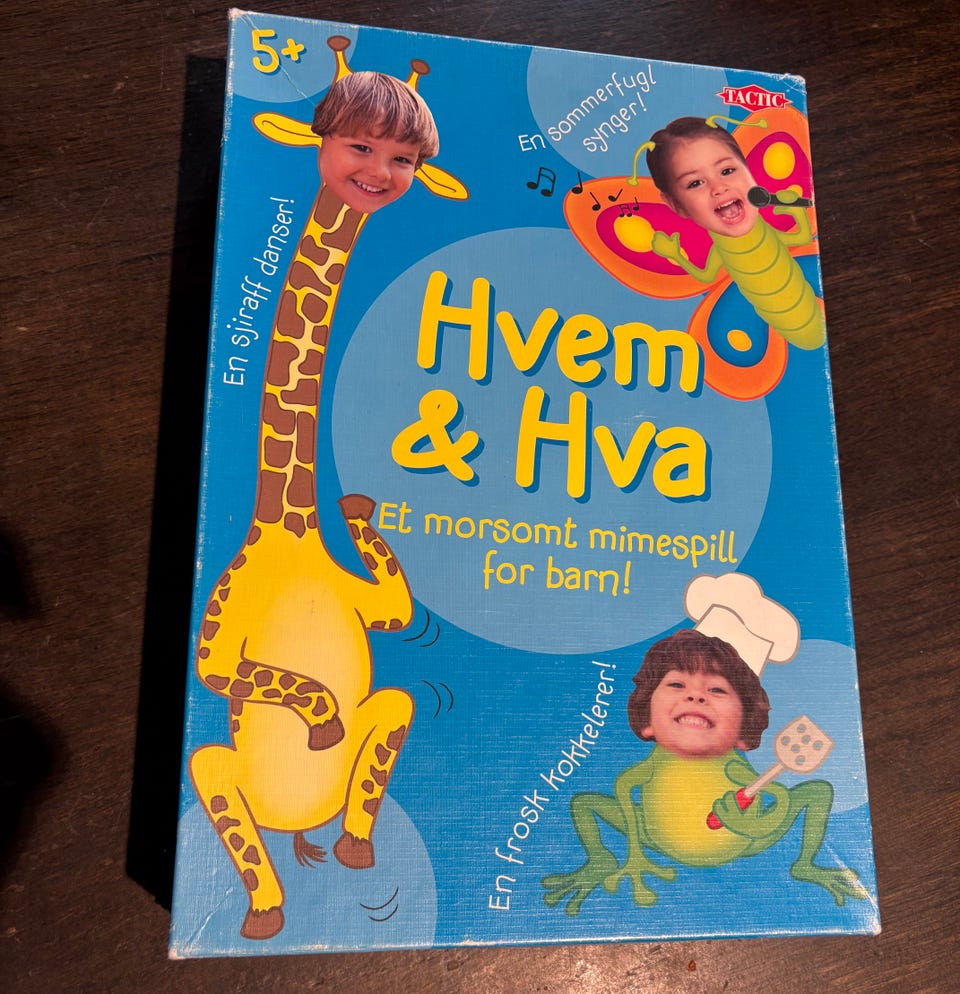 5+
TACTIC
En sommerfugl
synger!
En sjiraff danser!
Hvem
& Hva
Et morsomt mimespill
for barn!
En frosk kokkelerer!